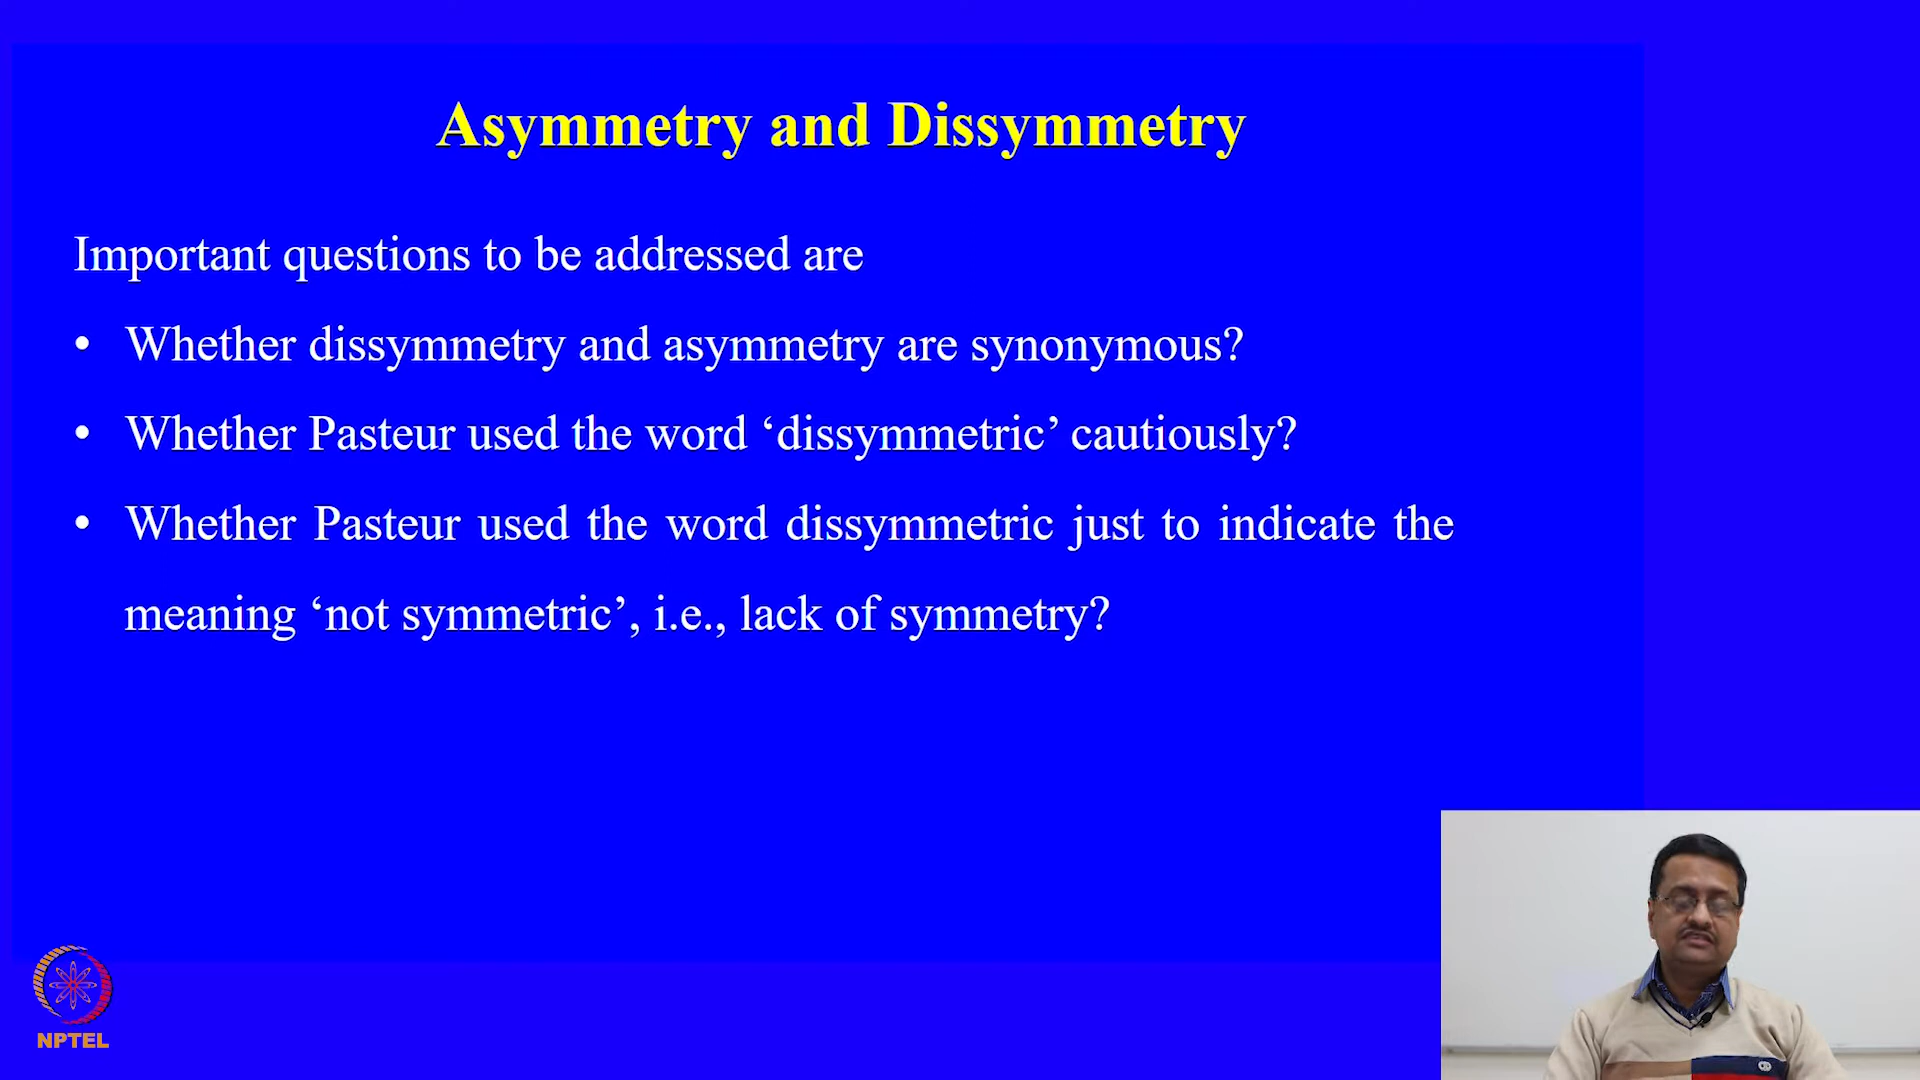 Asymmetry and Dissymmetry
Important questions to be addressed are
• Whether dissymmetry and asymmetry are synonymous?
• Whether Pasteur used the word ‘dissymmetric’ cautiously?
• Whether Pasteur used the word dissymmetric just to indicate the
meaning ‘not symmetric’, i.e., lack of symmetry?
NPTEL